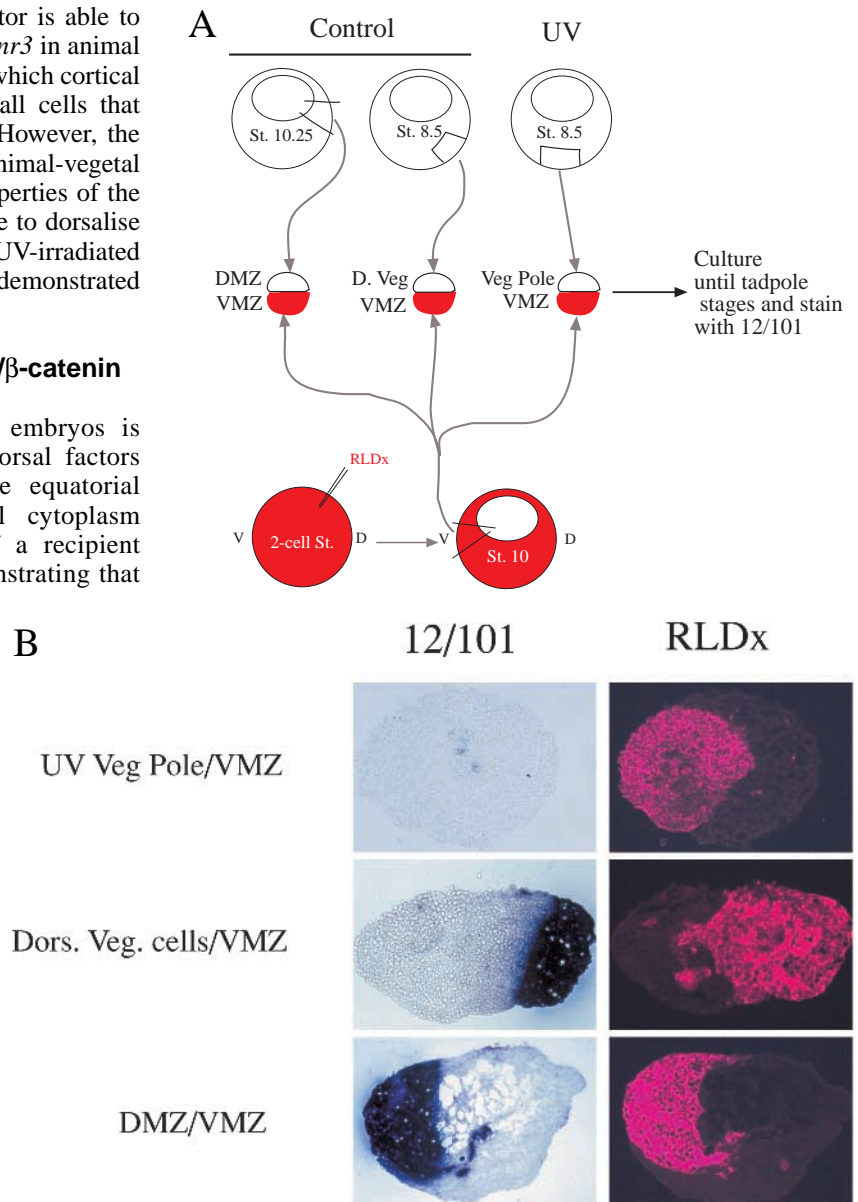 tor is able to
nr3 in animal
which cortical
all cells that
However, the
nimal-vegetal
perties of the
e to dorsalise
UV-irradiated
demonstrated
/β-catenin
embryos is
orsal factors
e equatorial
l cytoplasm
f a recipient
nstrating that
A
Control
UV
St. 10.25
St. 8.5
St. 8.5
DMZ
VMZ
D. Veg
VMZ
Veg Pole
VMZ
Culture
until tadpole
stages and stain
with 12/101
RLDx
V
2-cell St.
D
V
St. 10
D
B
12/101
RLDx
UV Veg Pole/VMZ
Dors. Veg. cells/VMZ
DMZ/VMZ